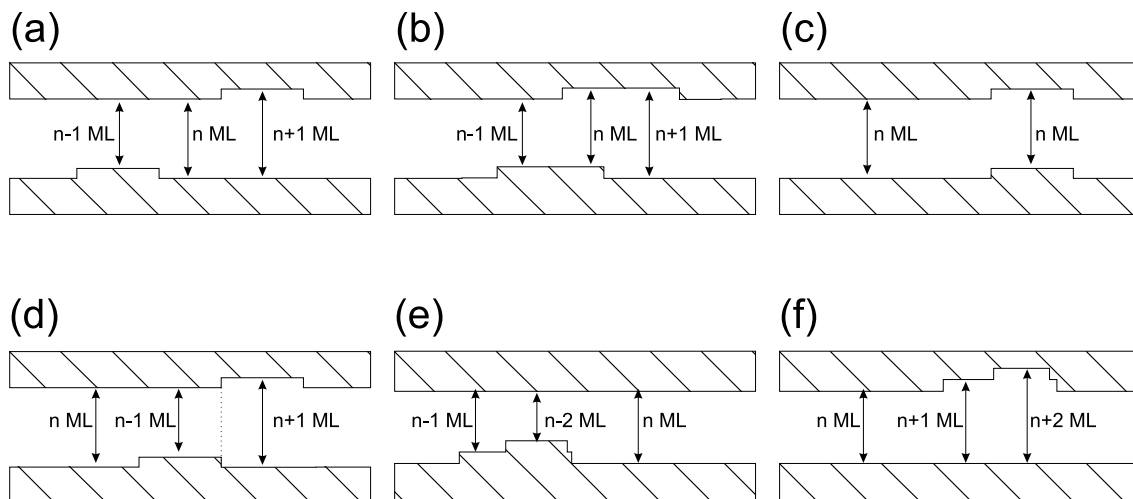 (a)
(b)
(c)
n-1 ML
n ML
n+1 ML
n-1 ML
n ML
n+1 ML
n ML
n ML
(d)
(e)
(f)
n ML
n-1 ML
n+1 ML
n-1 ML
n-2 ML
n ML
n ML
n+1 ML
n+2 ML